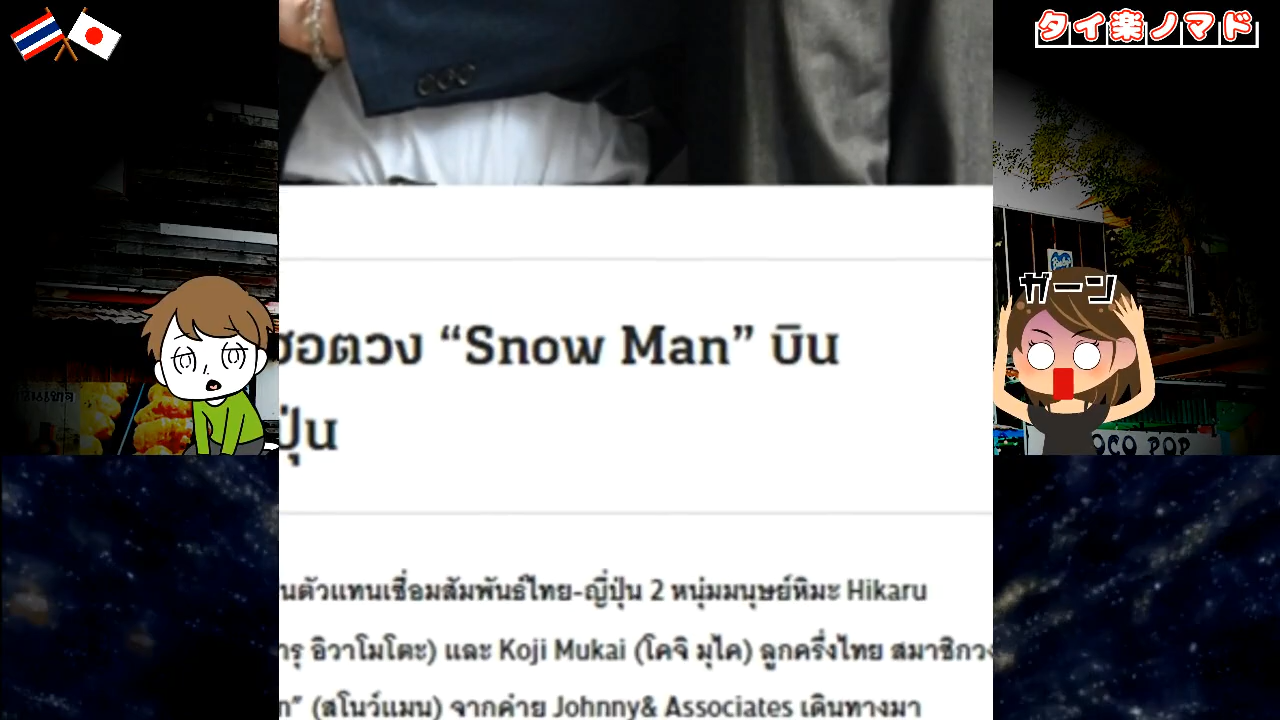 タイ楽ノマド
ガーン
ฮอตวง “Snow Man” บิน
ปุ่น
นตัวแทนเชื่อมสัมพันธ์ไทย-ญี่ปุ่น 2 หนุ่มมนุษย์หิมะ Hikaru
ารุ อิวาโมโตะ) และ Koji Mukai (โคจิ มุไค) ลูกครึ่งไทย สมาชิกวง
n” (สโนว์แมน) จากค่าย Johnny& Associates เดินทางมา
OCO POP